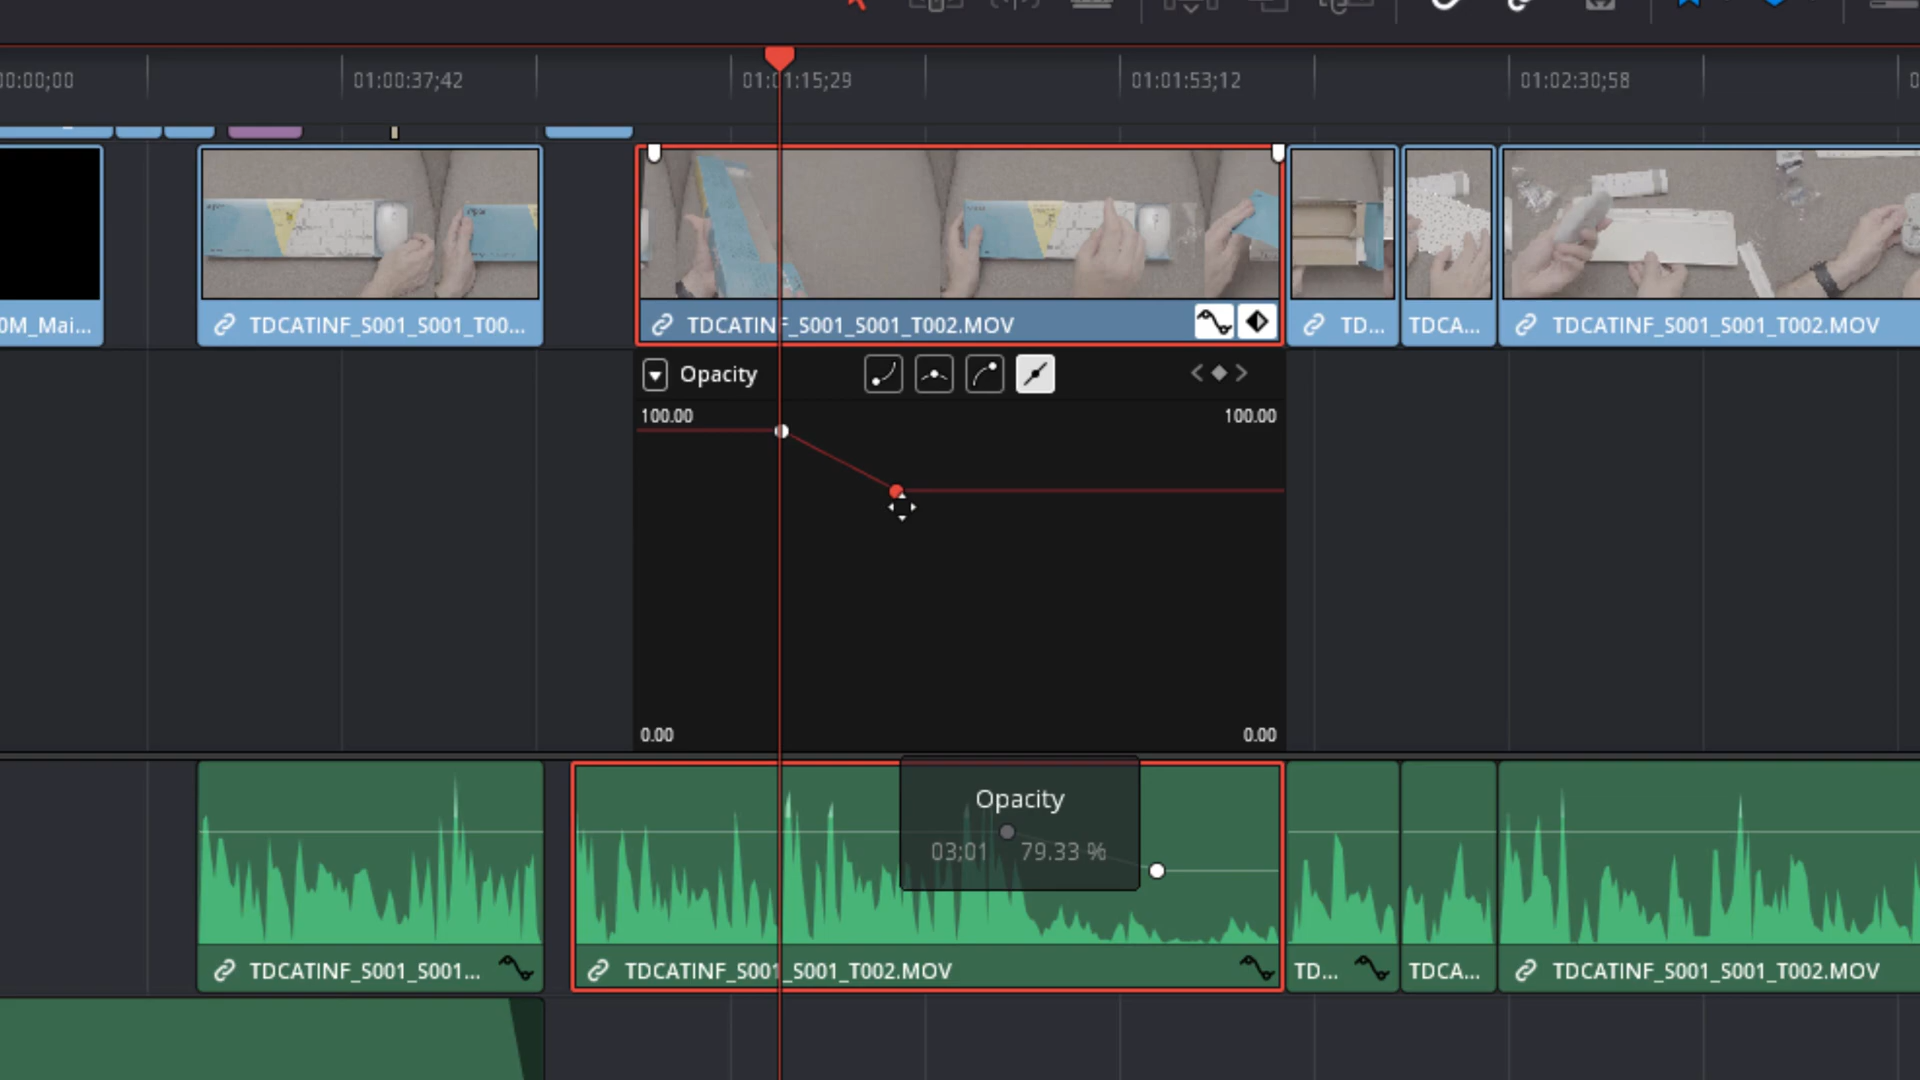 00:00;00
01:00:37;42
01:01:15;29
01:01:53;12
01:02:30;58
0M_Mai...
TDCATINF_S001_S001_T00...
TDCATINF_S001_S001_T002.MOV
TD...
TDCA...
TDCATINF_S001_S001_T002.MOV
Opacity
100.00
100.00
0.00
0.00
Opacity
03;01
79.33 %
TDCATINF_S001_S001...
TDCATINF_S001_S001_T002.MOV
TD...
TDCA...
TDCATINF_S001_S001_T002.MOV